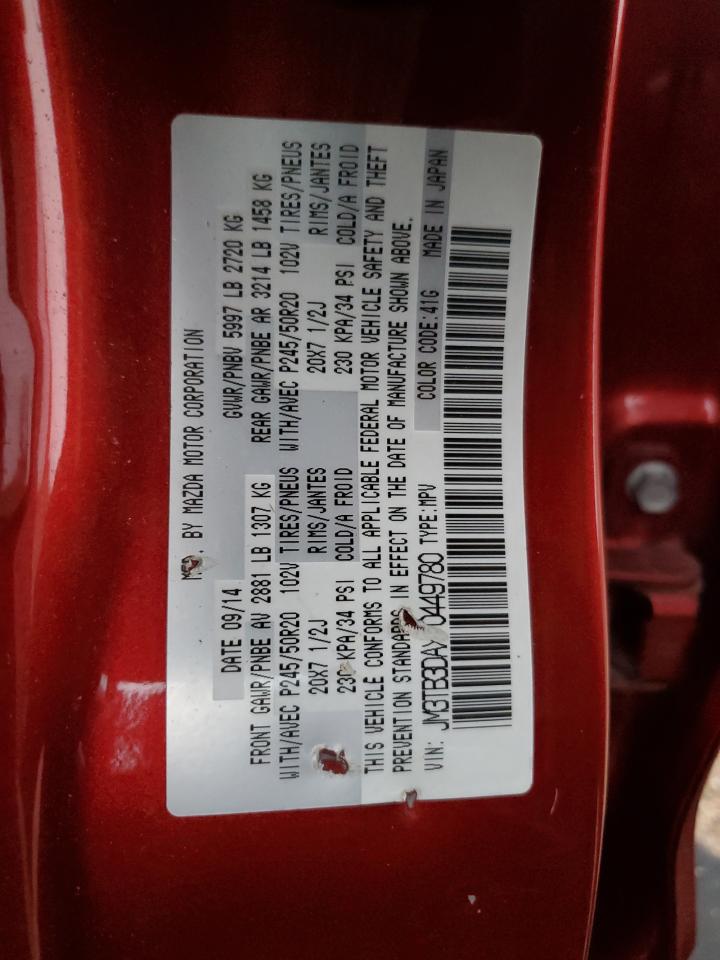 MFD. BY MAZDA MOTOR CORPORATION
DATE 09/14 GVWR/PNBV 5997 LB 2720 KG
FRONT GAWR/PNBE AV 2881 LB 1307 KG REAR GAWR/PNBE AR 3214 LB 1458 KG
WITH/AVEC P245/50R20 102V TIRES/PNEUS WITH/AVEC P245/50R20 102V TIRES/PNEUS
20X7 1/2J RIMS/JANTES 20X7 1/2J RIMS/JANTES
230 KPA/34 PSI COLD/A FROID 230 KPA/34 PSI COLD/A FROID
THIS VEHICLE CONFORMS TO ALL APPLICABLE FEDERAL MOTOR VEHICLE SAFETY AND THEFT
PREVENTION STANDARDS IN EFFECT ON THE DATE OF MANUFACTURE SHOWN ABOVE.
VIN: JM3TB3DAX 0449780 TYPE:MPV COLOR CODE:41G MADE IN JAPAN